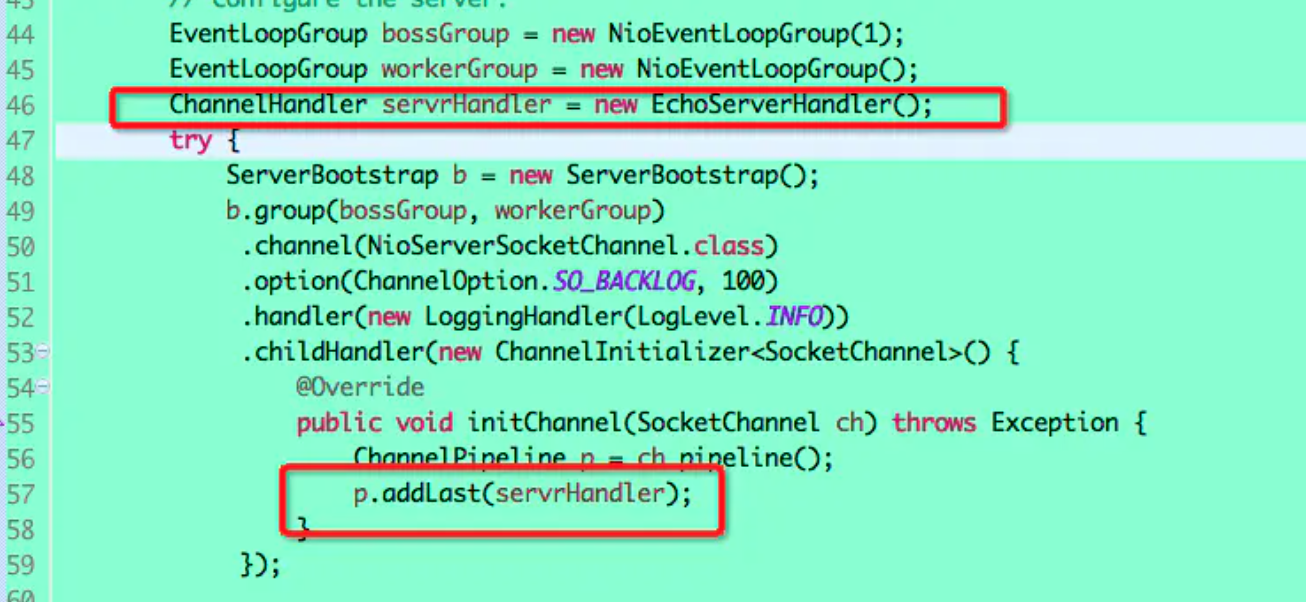 43 // Configure the server.
44 EventLoopGroup bossGroup = new NioEventLoopGroup(1);
45 EventLoopGroup workerGroup = new NioEventLoopGroup();
46 ChannelHandler servrHandler = new EchoServerHandler();
47 try {
48 ServerBootstrap b = new ServerBootstrap();
49 b.group(bossGroup, workerGroup)
50 .channel(NioServerSocketChannel.class)
51 .option(ChannelOption.SO_BACKLOG, 100)
52 .handler(new LoggingHandler(LogLevel.INFO))
53 .childHandler(new ChannelInitializer<SocketChannel>() {
54 @Override
55 public void initChannel(SocketChannel ch) throws Exception {
56 ChannelPipeline p = ch.pipeline();
57 p.addLast(servrHandler);
58 }
59 });
60